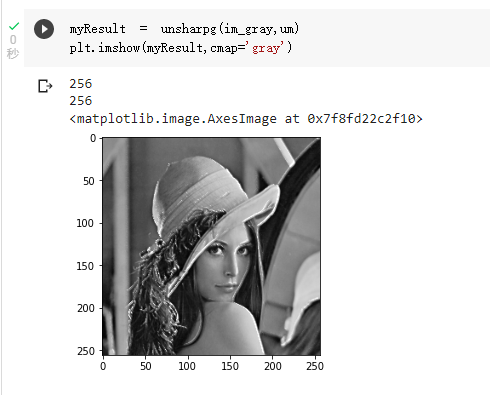 myResult = unsharpg(im_gray,um)
0
秒
plt.imshow(myResult,cmap='gray')
256
256
<matplotlib.image.AxesImage at 0x7f8fd22c2f10>
0
50
100
150
200
250
0 50 100 150 200 250